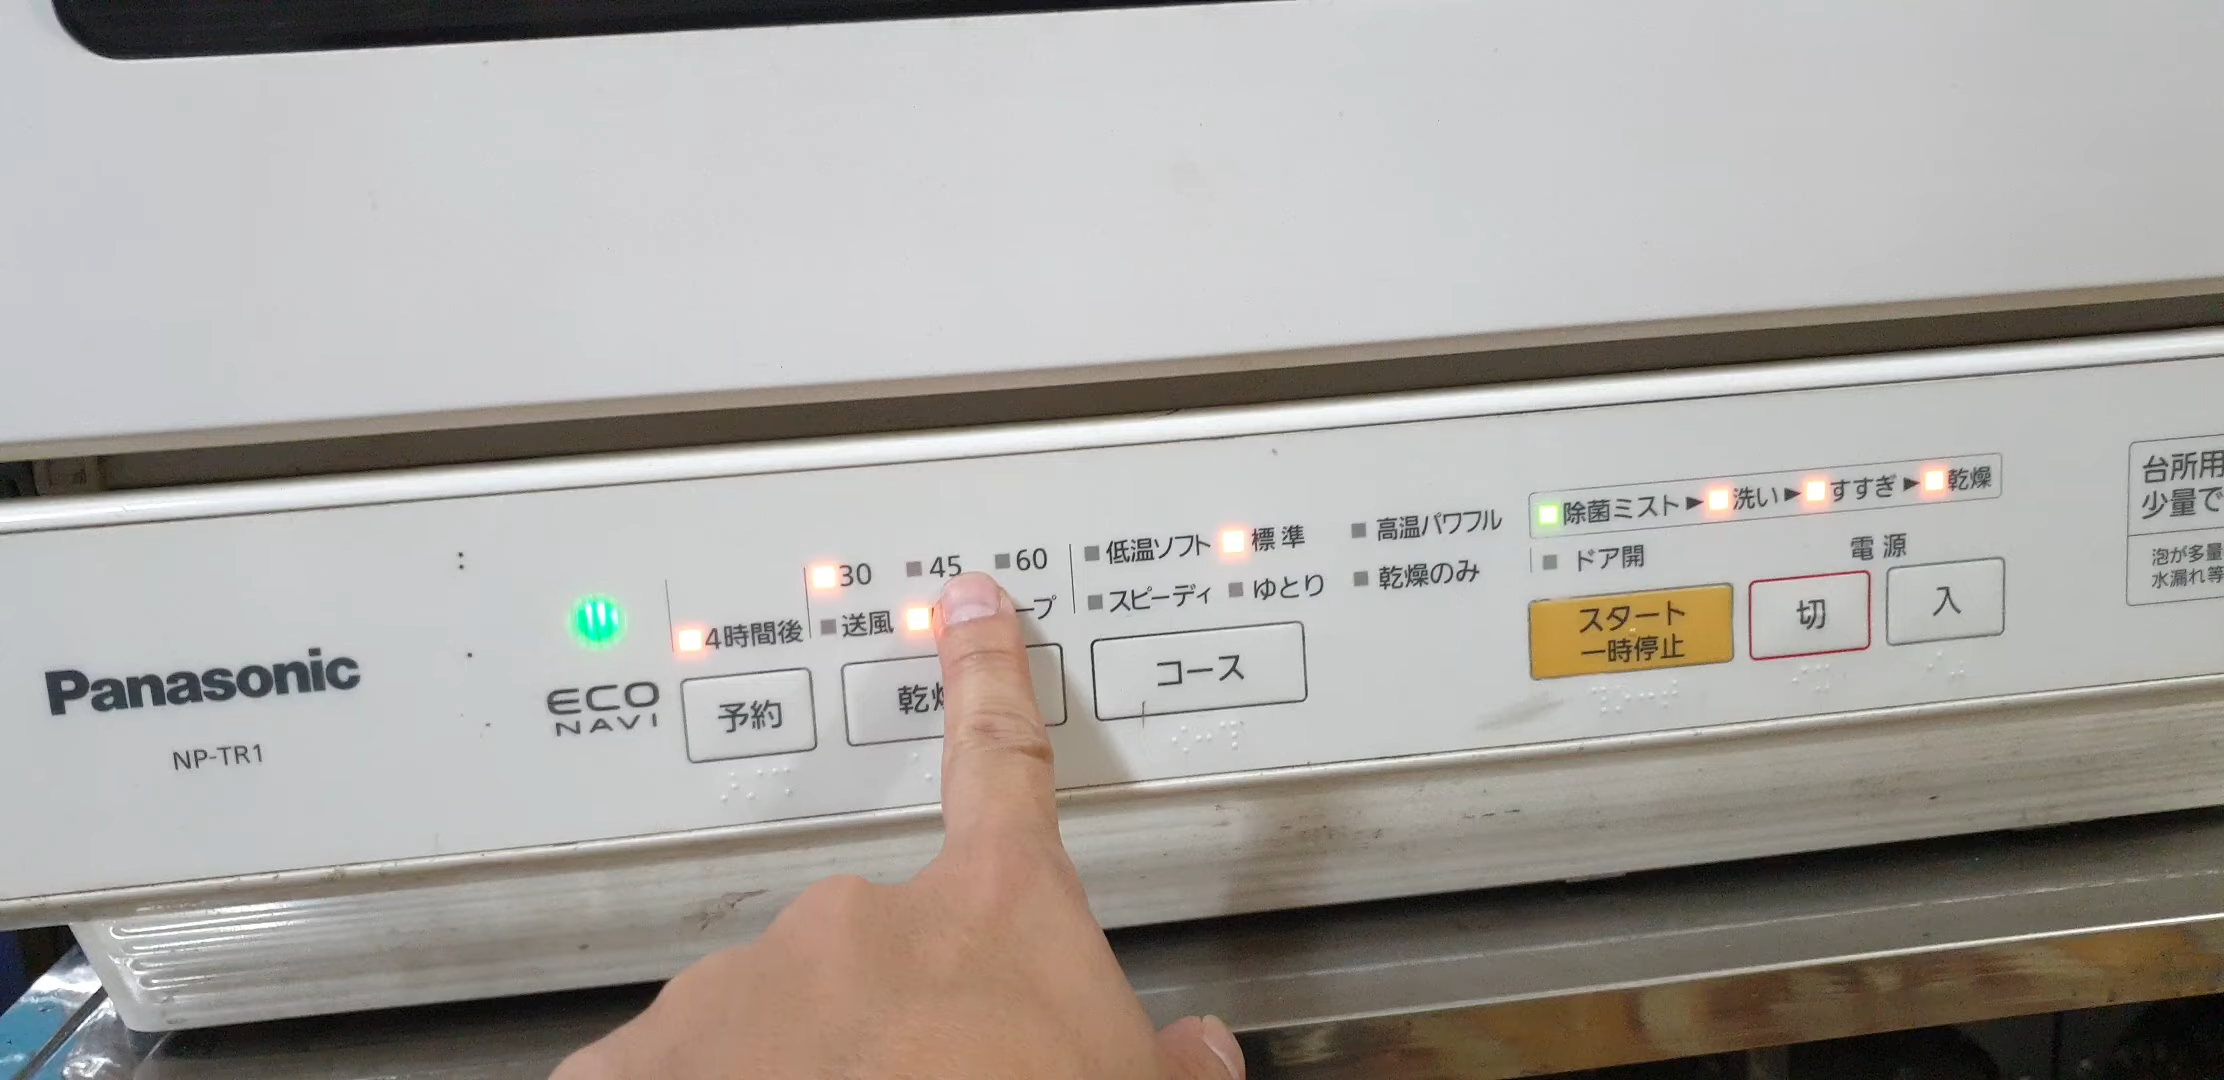 Panasonic
NP-TR1
ECO
NAVI
4時間後
予約
30 45 60
送風
低温ソフト 標準 高温パワフル
スピーディ ゆとり 乾燥のみ
コース
除菌ミスト▶洗い▶すすぎ▶乾燥
ドア開
電源
スタート
一時停止
切
入
台所用
少量で
泡が多量
水漏れ等